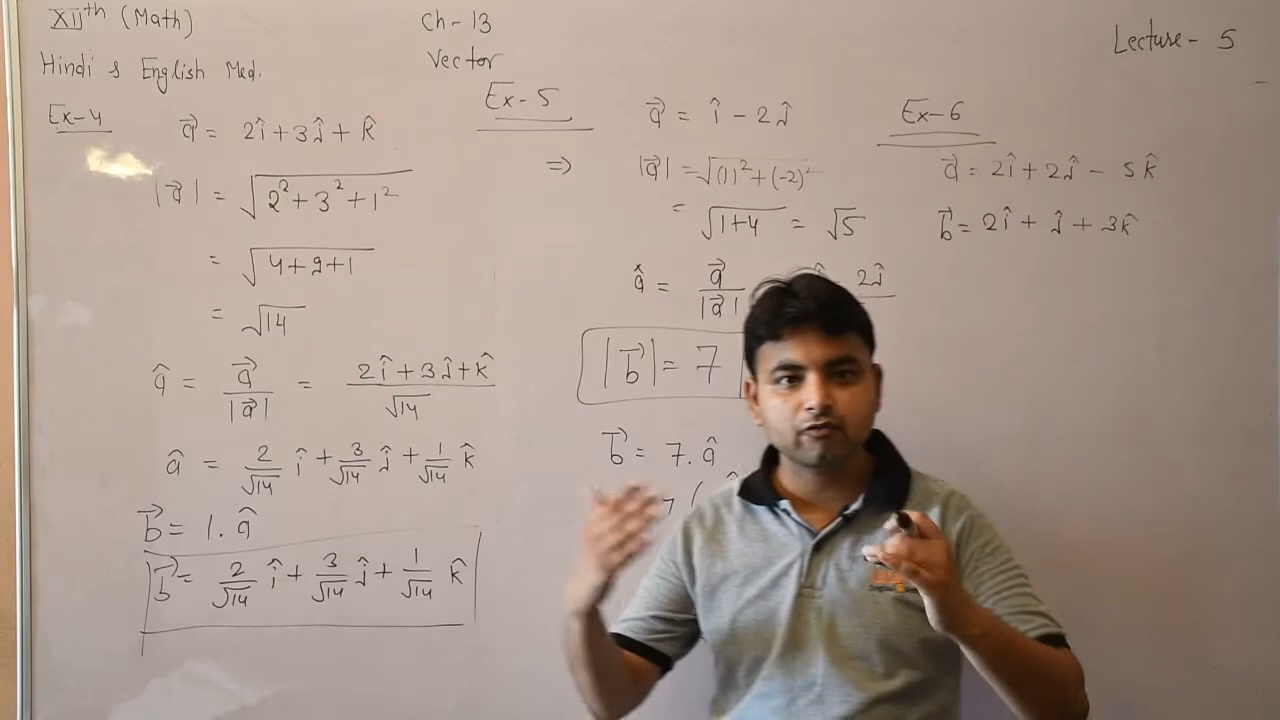 XIIth (Math)
Hindi & English Med.
Ch - 13
Vector
Lecture - 5
Ex-4
a⃗ = 2î + 3ĵ + k̂
|a⃗| = √(2² + 3² + 1²)
= √(4+9+1)
= √14
â = a⃗/|a⃗| = (2î + 3ĵ + k̂)/√14
â = 2/√14 î + 3/√14 ĵ + 1/√14 k̂
b⃗ = 1. â
b⃗ = 2/√14 î + 3/√14 ĵ + 1/√14 k̂
Ex-5
a⃗ = î - 2ĵ
⇒ |a⃗| = √((1)² + (-2)²)
= √(1+4) = √5
â = a⃗/|a⃗| 2ĵ
|b⃗| = 7
b⃗ = 7. â
7 (
Ex-6
a⃗ = 2î + 2ĵ - 5k̂
b⃗ = 2î + ĵ + 3k̂